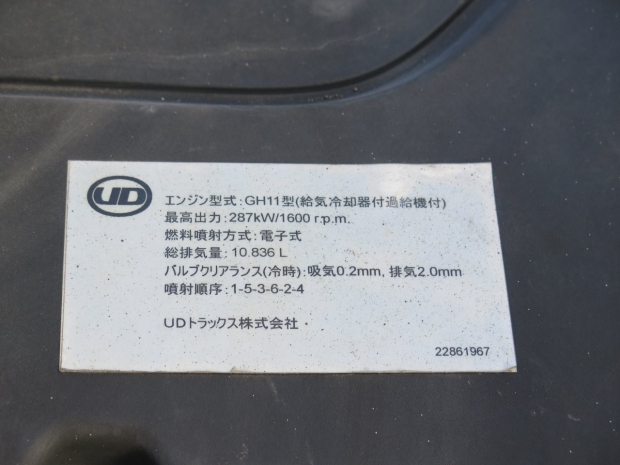 UD
エンジン型式:GH11型(給気冷却器付過給機付)
最高出力:287kW/1600 r.p.m.
燃料噴射方式:電子式
総排気量:10.836 L
バルブクリアランス(冷時):吸気0.2mm, 排気2.0mm
噴射順序:1-5-3-6-2-4
UDトラックス株式会社
22861967